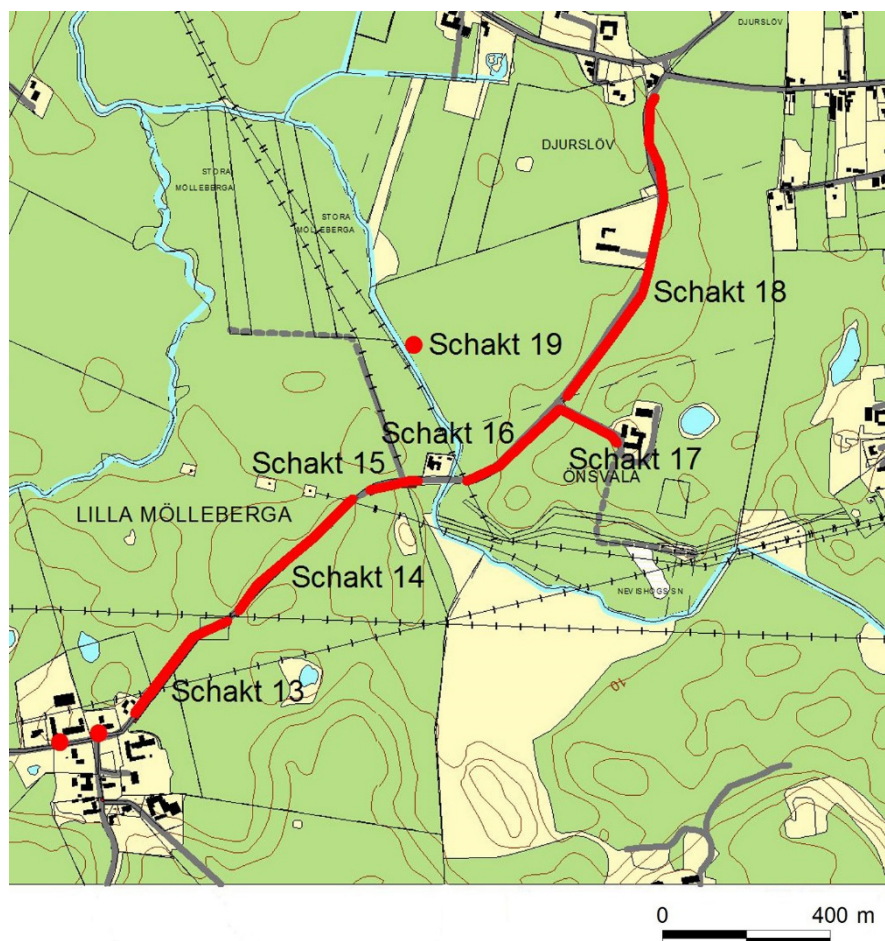 DJURSLÖV
DJURSLÖV
STORA
MÖLLEBERGA
STORA
MÖLLEBERGA
Schakt 18
Schakt 19
Schakt 16
Schakt 15
Schakt 17
ÖNSVALA
LILLA MÖLLEBERGA
Schakt 14
NEVISHÖGS SN
Schakt 13
10
0 400 m